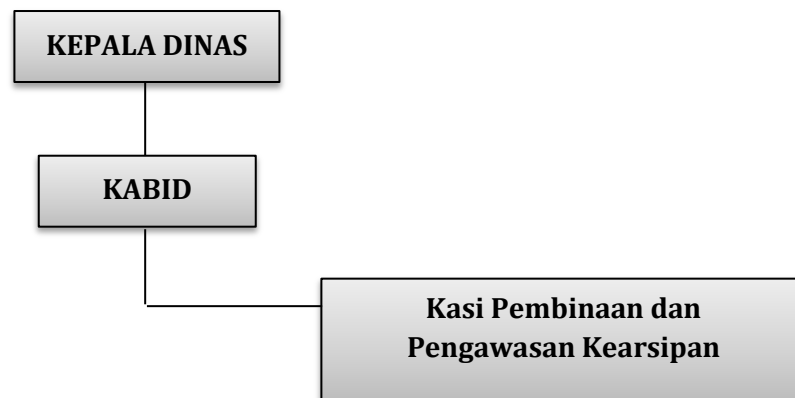 KEPALA DINAS
KABID
Kasi Pembinaan dan
Pengawasan Kearsipan